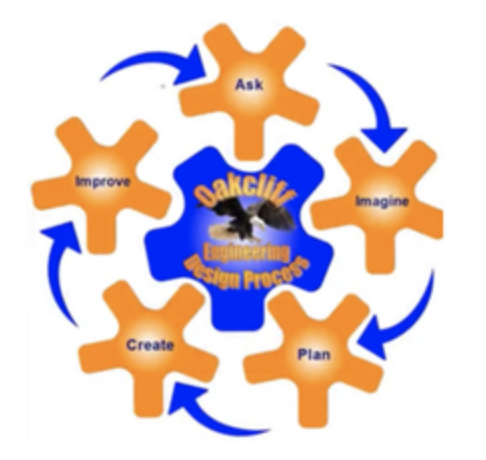 Ask
Imagine
Plan
Create
Improve
Oakcliff
Engineering
Design Process